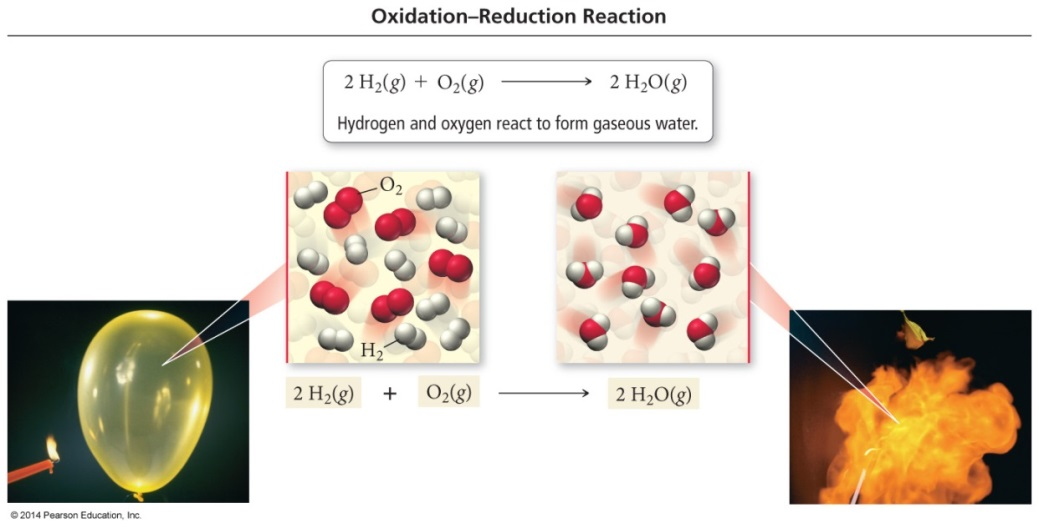 Oxidation–Reduction Reaction
2 H₂(g) + O₂(g) ⟶ 2 H₂O(g)
Hydrogen and oxygen react to form gaseous water.
O₂
H₂
2 H₂(g) + O₂(g) ⟶ 2 H₂O(g)
© 2014 Pearson Education, Inc.